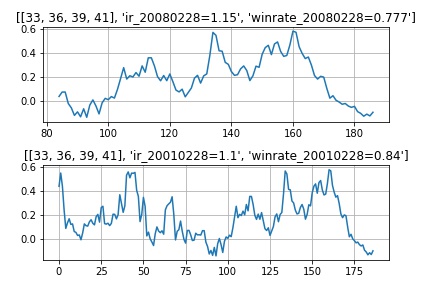 [[33, 36, 39, 41], 'ir_20080228=1.15', 'winrate_20080228=0.777']
0.6
0.4
0.2
0.0
80 100 120 140 160 180
[[33, 36, 39, 41], 'ir_20010228=1.1', 'winrate_20010228=0.84']
0.6
0.4
0.2
0.0
0 25 50 75 100 125 150 175